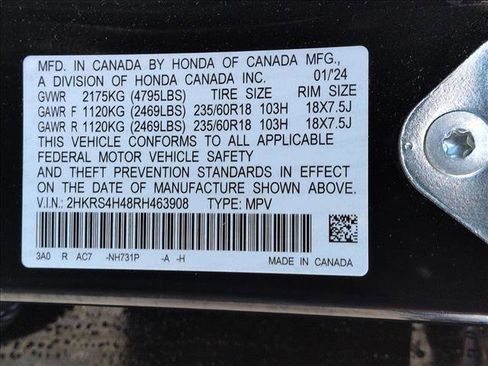 MFD. IN CANADA BY HONDA OF CANADA MFG.,
A DIVISION OF HONDA CANADA INC. 01/'24
GVWR 2175KG (4795LBS) TIRE SIZE RIM SIZE
GAWR F 1120KG (2469LBS) 235/60R18 103H 18X7.5J
GAWR R 1120KG (2469LBS) 235/60R18 103H 18X7.5J
THIS VEHICLE CONFORMS TO ALL APPLICABLE
FEDERAL MOTOR VEHICLE SAFETY
AND THEFT PREVENTION STANDARDS IN EFFECT
ON THE DATE OF MANUFACTURE SHOWN ABOVE.
V.I.N.: 2HKRS4H48RH463908 TYPE: MPV
3A0 R AC7 -NH731P -A -H MADE IN CANADA